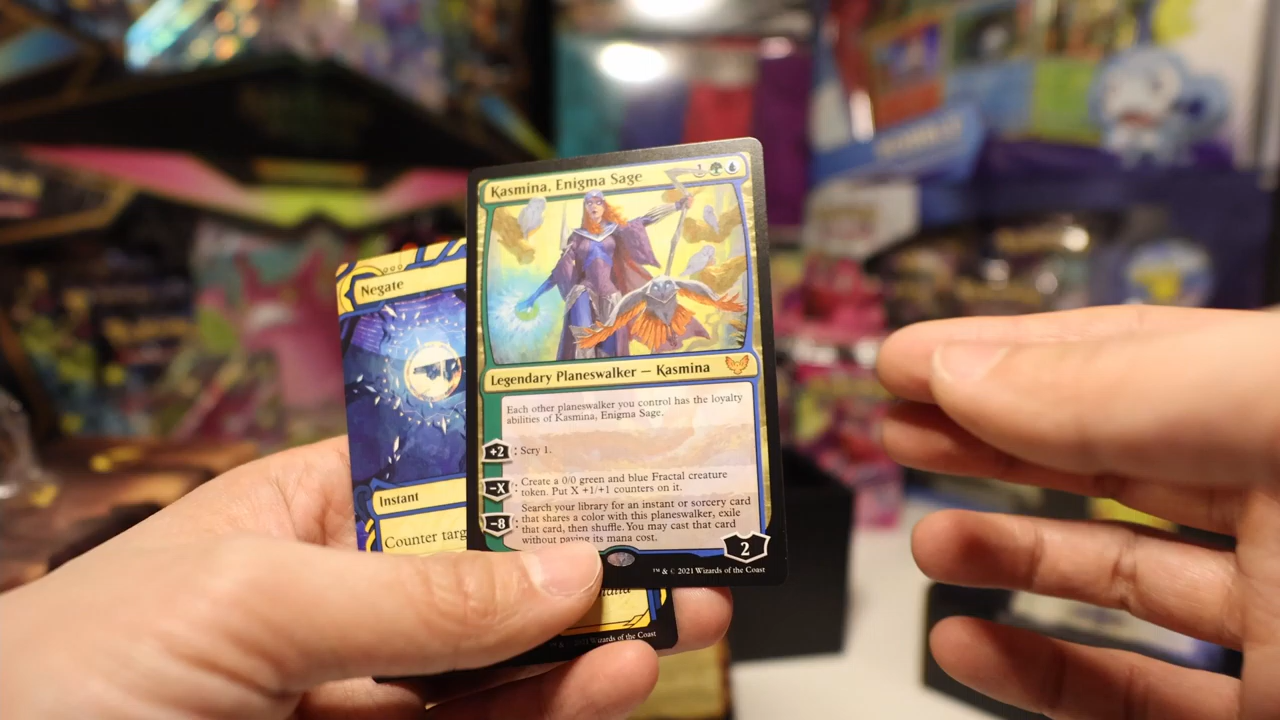 Kasmina, Enigma Sage
1
Legendary Planeswalker — Kasmina
Each other planeswalker you control has the loyalty
abilities of Kasmina, Enigma Sage.
+2 : Scry 1.
-X : Create a 0/0 green and blue Fractal creature
token. Put X +1/+1 counters on it.
-8 : Search your library for an instant or sorcery card
that shares a color with this planeswalker, exile
that card, then shuffle. You may cast that card
without paying its mana cost.
2
™ & © 2021 Wizards of the Coast
Negate
Instant
Counter targ
™ & © 2021 Wizards of the Coast